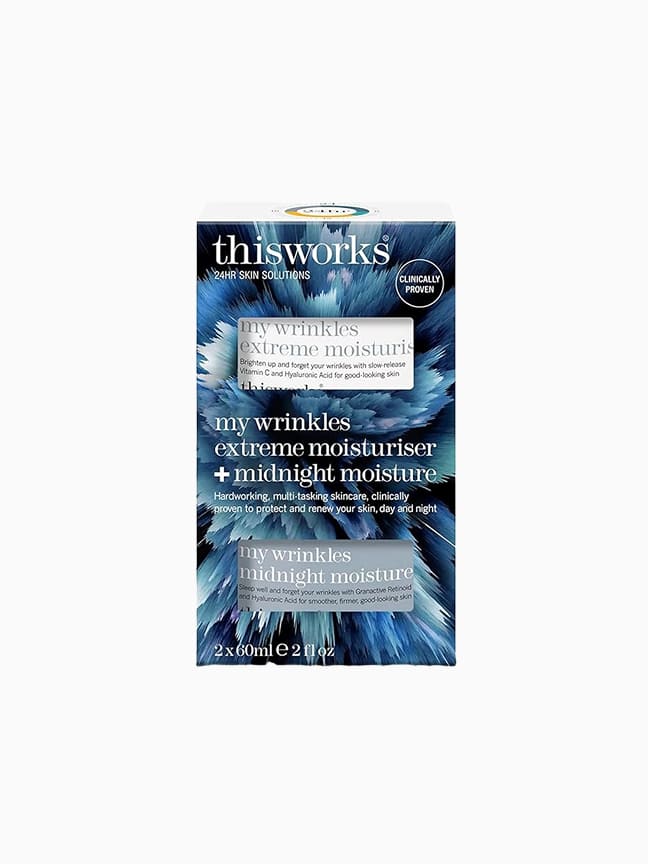 24Hr
thisworks®
24HR SKIN SOLUTIONS
CLINICALLY
PROVEN
my wrinkles
extreme moisturis
Brighten up and forget your wrinkles with slow-release
Vitamin C and Hyaluronic Acid for good-looking skin
thisworks®
my wrinkles
extreme moisturiser
+ midnight moisture
Hardworking, multi-tasking skincare, clinically
proven to protect and renew your skin, day and night
my wrinkles
midnight moisture
Sleep well and forget your wrinkles with Granactive Retinoid
and Hyaluronic Acid for smoother, firmer, good-looking skin
2 x 60ml e 2 fl oz